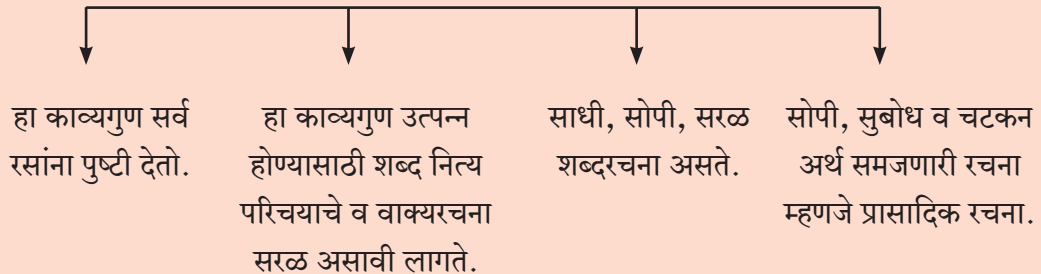 हा काव्यगुण सर्व
रसांना पुष्टी देतो.
हा काव्यगुण उत्पन्न
होण्यासाठी शब्द नित्य
परिचयाचे व वाक्यरचना
सरळ असावी लागते.
साधी, सोपी, सरळ
शब्दरचना असते.
सोपी, सुबोध व चटकन
अर्थ समजणारी रचना
म्हणजे प्रासादिक रचना.